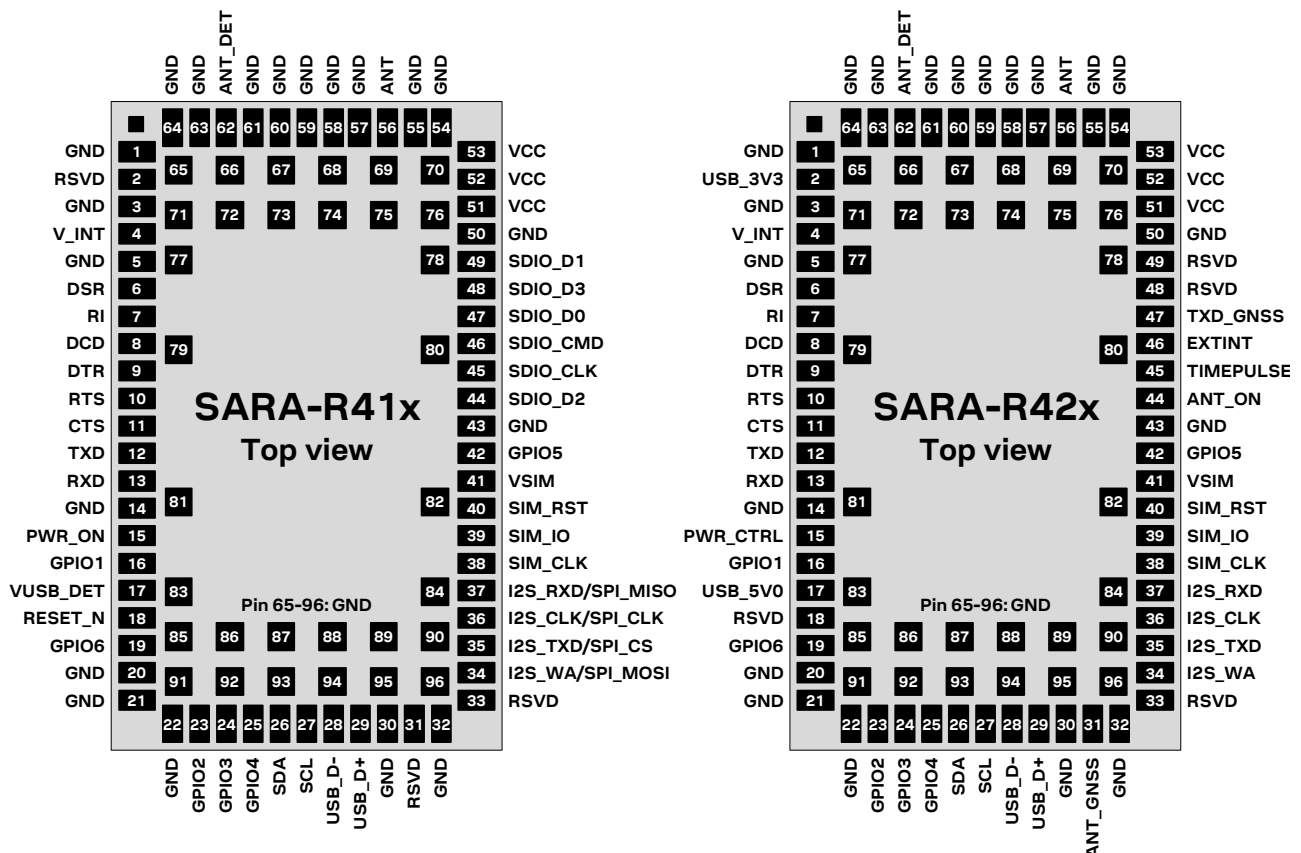 GND GND ANT_DET GND GND GND GND GND ANT GND GND
64 63 62 61 60 59 58 57 56 55 54
GND 1 53 VCC
65 66 67 68 69 70
RSVD 2 52 VCC
GND 3 51 VCC
71 72 73 74 75 76
V_INT 4 50 GND
GND 5 77 78 49 SDIO_D1
DSR 6 48 SDIO_D3
RI 7 47 SDIO_D0
DCD 8 79 80 46 SDIO_CMD
DTR 9 45 SDIO_CLK
RTS 10 SARA-R41x 44 SDIO_D2
CTS 11 43 GND
TXD 12 Top view 42 GPIO5
RXD 13 41 VSIM
GND 14 81 82 40 SIM_RST
PWR_ON 15 39 SIM_IO
GPIO1 16 38 SIM_CLK
VUSB_DET 17 83 84 37 I2S_RXD/SPI_MISO
Pin 65-96: GND
RESET_N 18 36 I2S_CLK/SPI_CLK
85 86 87 88 89 90
GPIO6 19 35 I2S_TXD/SPI_CS
GND 20 34 I2S_WA/SPI_MOSI
91 92 93 94 95 96
GND 21 33 RSVD
22 23 24 25 26 27 28 29 30 31 32
GND GPIO2 GPIO3 GPIO4 SDA SCL USB_D- USB_D+ GND RSVD GND
GND GND ANT_DET GND GND GND GND GND ANT GND GND
64 63 62 61 60 59 58 57 56 55 54
GND 1 53 VCC
65 66 67 68 69 70
USB_3V3 2 52 VCC
GND 3 51 VCC
71 72 73 74 75 76
V_INT 4 50 GND
GND 5 77 78 49 RSVD
DSR 6 48 RSVD
RI 7 47 TXD_GNSS
DCD 8 79 80 46 EXTINT
DTR 9 45 TIMEPULSE
RTS 10 SARA-R42x 44 ANT_ON
CTS 11 43 GND
TXD 12 Top view 42 GPIO5
RXD 13 41 VSIM
GND 14 81 82 40 SIM_RST
PWR_CTRL 15 39 SIM_IO
GPIO1 16 38 SIM_CLK
USB_5V0 17 83 84 37 I2S_RXD
Pin 65-96: GND
RSVD 18 36 I2S_CLK
85 86 87 88 89 90
GPIO6 19 35 I2S_TXD
GND 20 34 I2S_WA
91 92 93 94 95 96
GND 21 33 RSVD
22 23 24 25 26 27 28 29 30 31 32
GND GPIO2 GPIO3 GPIO4 SDA SCL USB_D- USB_D+ GND ANT_GNSS GND